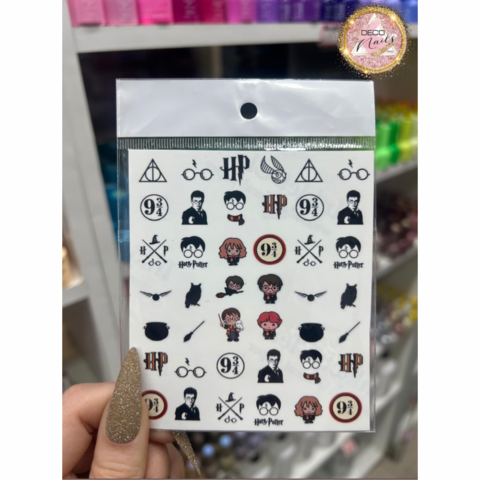 DECO
Nails
HP
9¾ HP 9¾
H P Harry Potter 9¾ H P Harry Potter
HP 9¾ HP
9¾ H P Harry Potter 9¾